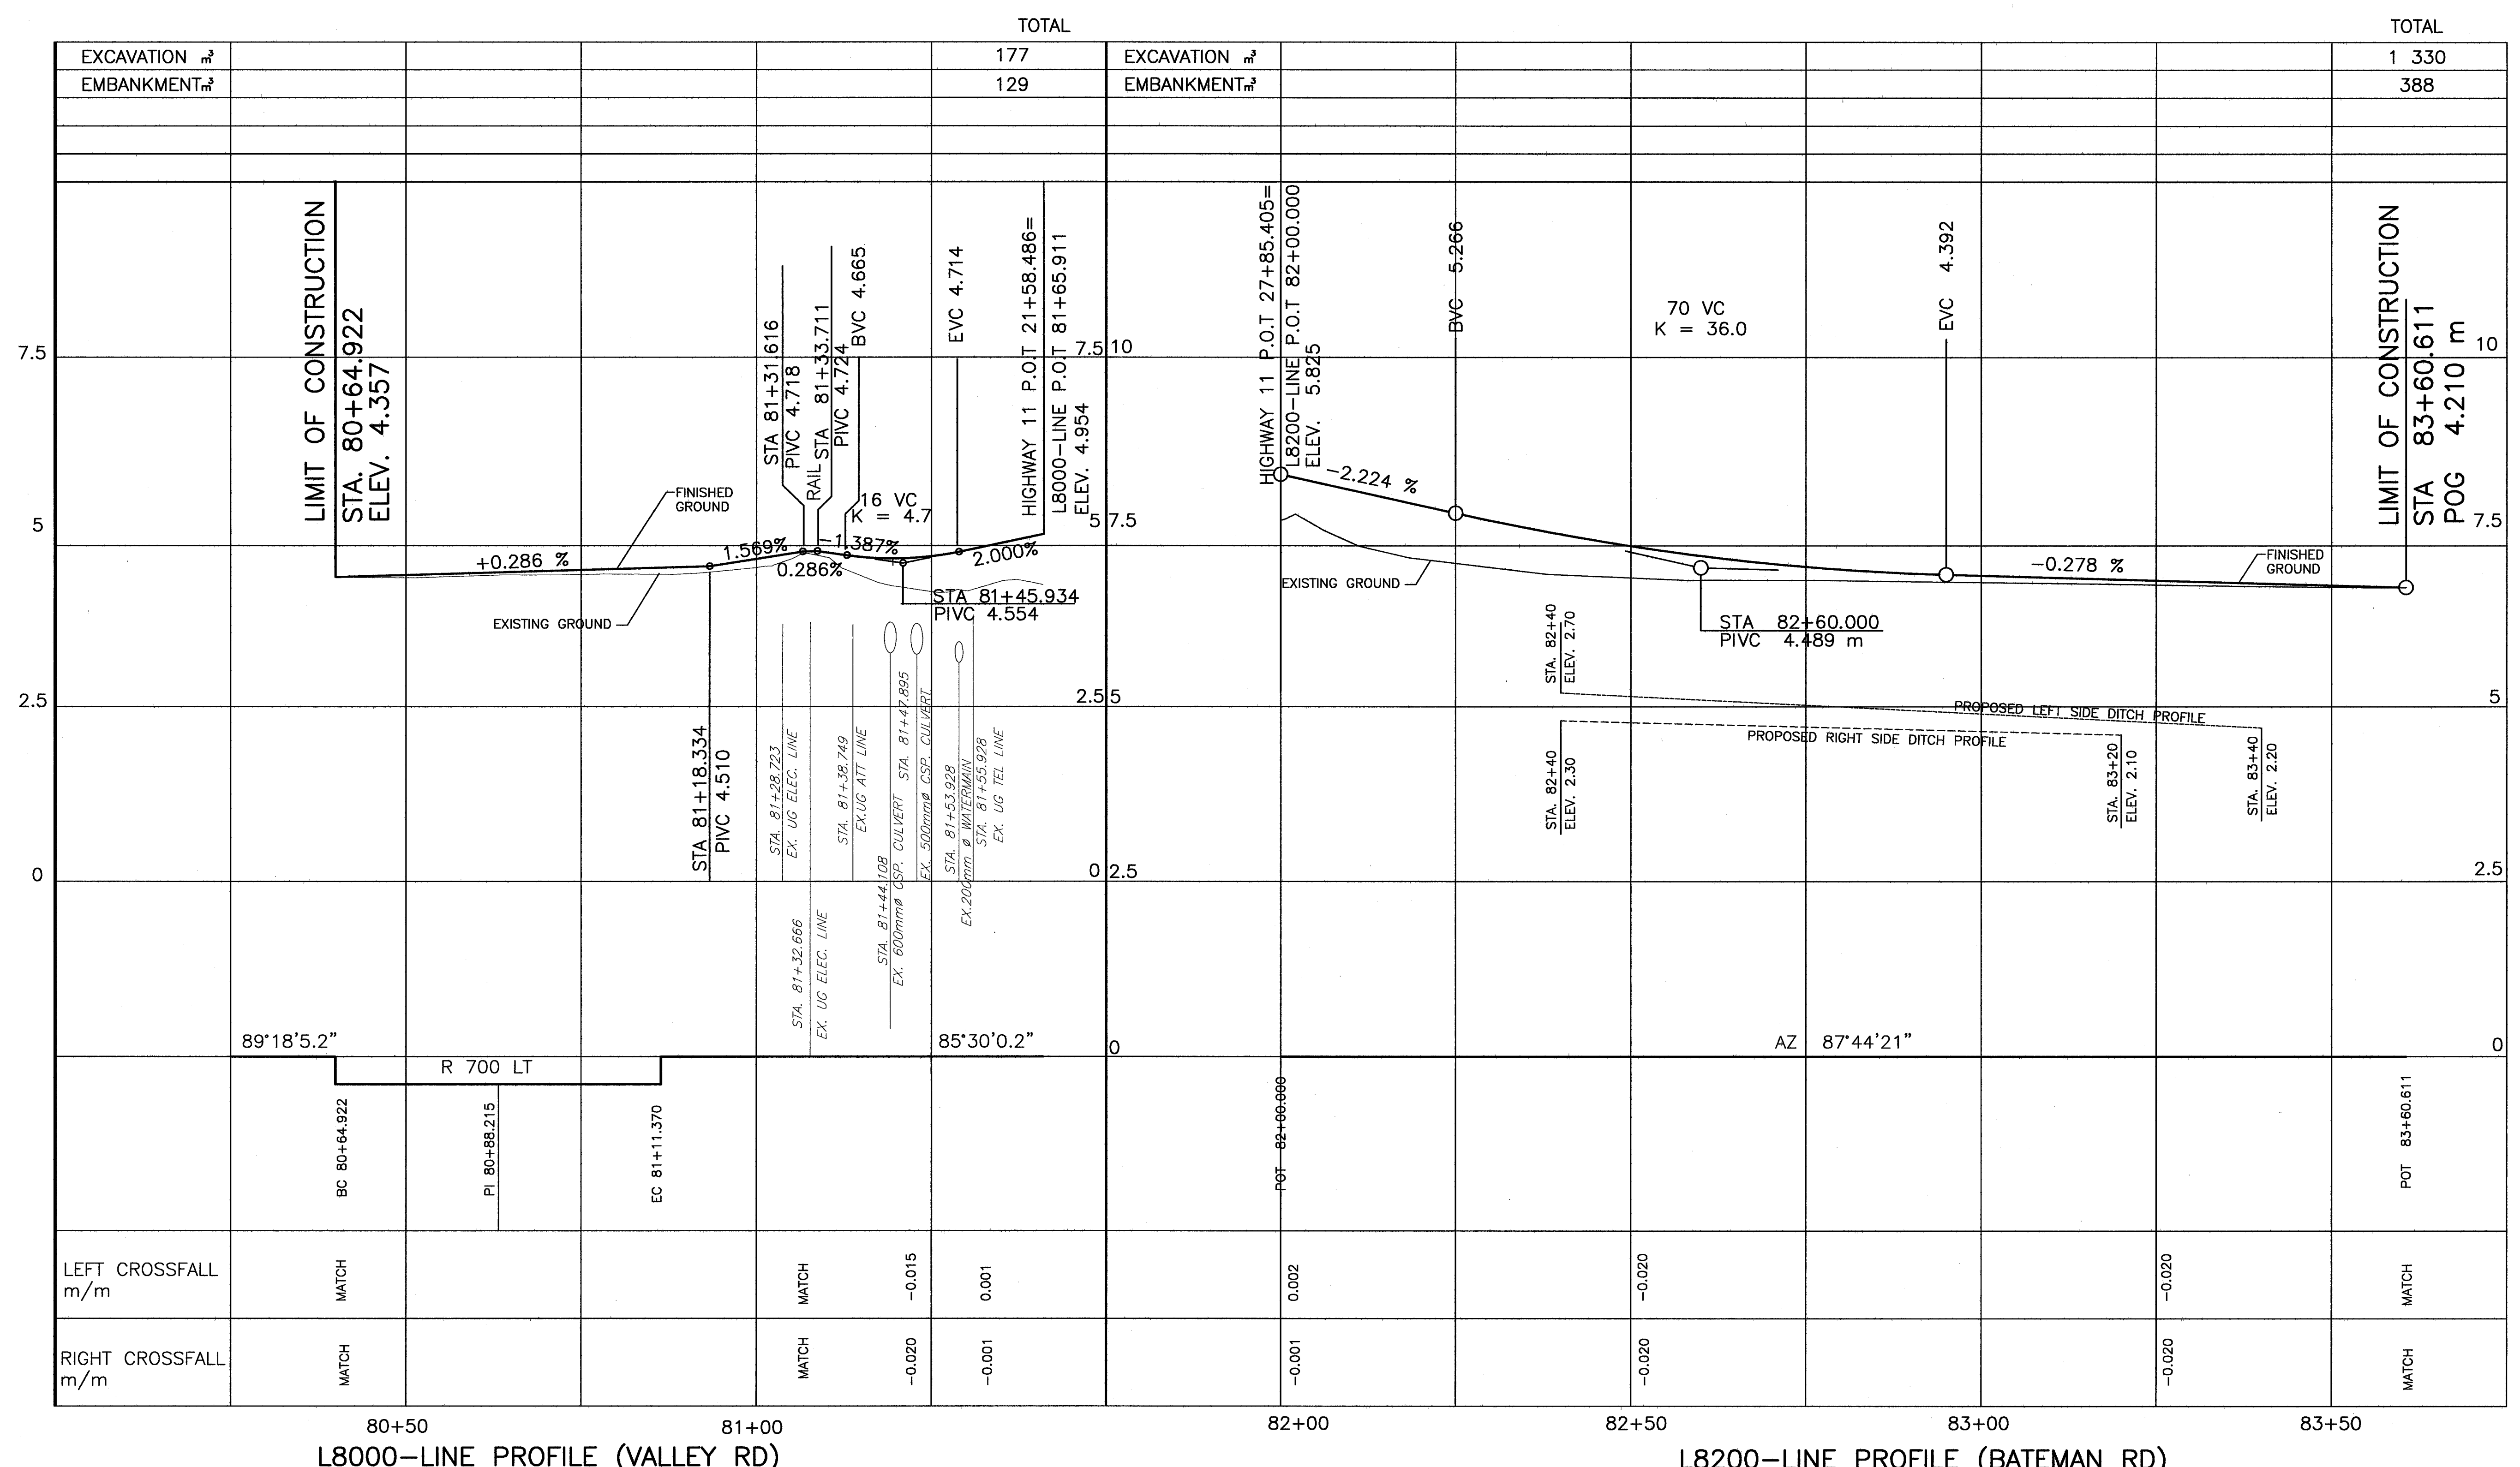 TOTAL
TOTAL
EXCAVATION m³
177
EXCAVATION m³
1 330
EMBANKMENT m³
129
EMBANKMENT m³
388
LIMIT OF CONSTRUCTION
STA. 80+64.922
ELEV. 4.357
STA 81+31.616
PIVC 4.718
RAIL
STA 81+33.711
PIVC 4.724
BVC 4.665
EVC 4.714
HIGHWAY 11 P.O.T 21+58.486=
L8000-LINE P.O.T 81+65.911
ELEV. 4.954
HIGHWAY 11 P.O.T 27+85.405=
L8200-LINE P.O.T 82+00.000
ELEV. 5.825
BVC 5.266
70 VC
K = 36.0
EVC 4.392
LIMIT OF CONSTRUCTION
STA 83+60.611
POG 4.210 m
7.5
7.5
10
10
5
5
7.5
7.5
2.5
2.5
5
5
0
0
2.5
2.5
0
0
FINISHED
GROUND
+0.286 %
EXISTING GROUND
1.569%
0.286%
-1.387%
16 VC
K = 4.7
2.000%
STA 81+45.934
PIVC 4.554
STA 81+18.334
PIVC 4.510
STA. 81+28.723
EX. UG ELEC. LINE
STA. 81+32.666
EX. UG ELEC. LINE
STA. 81+38.749
EX.UG ATT LINE
STA. 81+44.108
EX. 600mmø CSP. CULVERT
STA. 81+47.895
EX. 500mmø CSP. CULVERT
STA. 81+53.928
EX.200mm ø WATERMAIN
STA. 81+55.928
EX. UG TEL LINE
-2.224 %
EXISTING GROUND
STA 82+60.000
PIVC 4.489 m
-0.278 %
FINISHED
GROUND
STA. 82+40
ELEV. 2.70
PROPOSED LEFT SIDE DITCH PROFILE
PROPOSED RIGHT SIDE DITCH PROFILE
STA. 82+40
ELEV. 2.30
STA. 83+20
ELEV. 2.10
STA. 83+40
ELEV. 2.20
89°18'5.2"
R 700 LT
85°30'0.2"
AZ 87°44'21"
BC 80+64.922
PI 80+88.215
EC 81+11.370
POT 82+00.000
POT 83+60.611
LEFT CROSSFALL
m/m
MATCH
MATCH
-0.015
0.001
0.002
-0.020
-0.020
MATCH
RIGHT CROSSFALL
m/m
MATCH
MATCH
-0.020
-0.001
-0.001
-0.020
-0.020
MATCH
80+50
81+00
82+00
82+50
83+00
83+50
L8000-LINE PROFILE (VALLEY RD)
L8200-LINE PROFILE (BATEMAN RD)